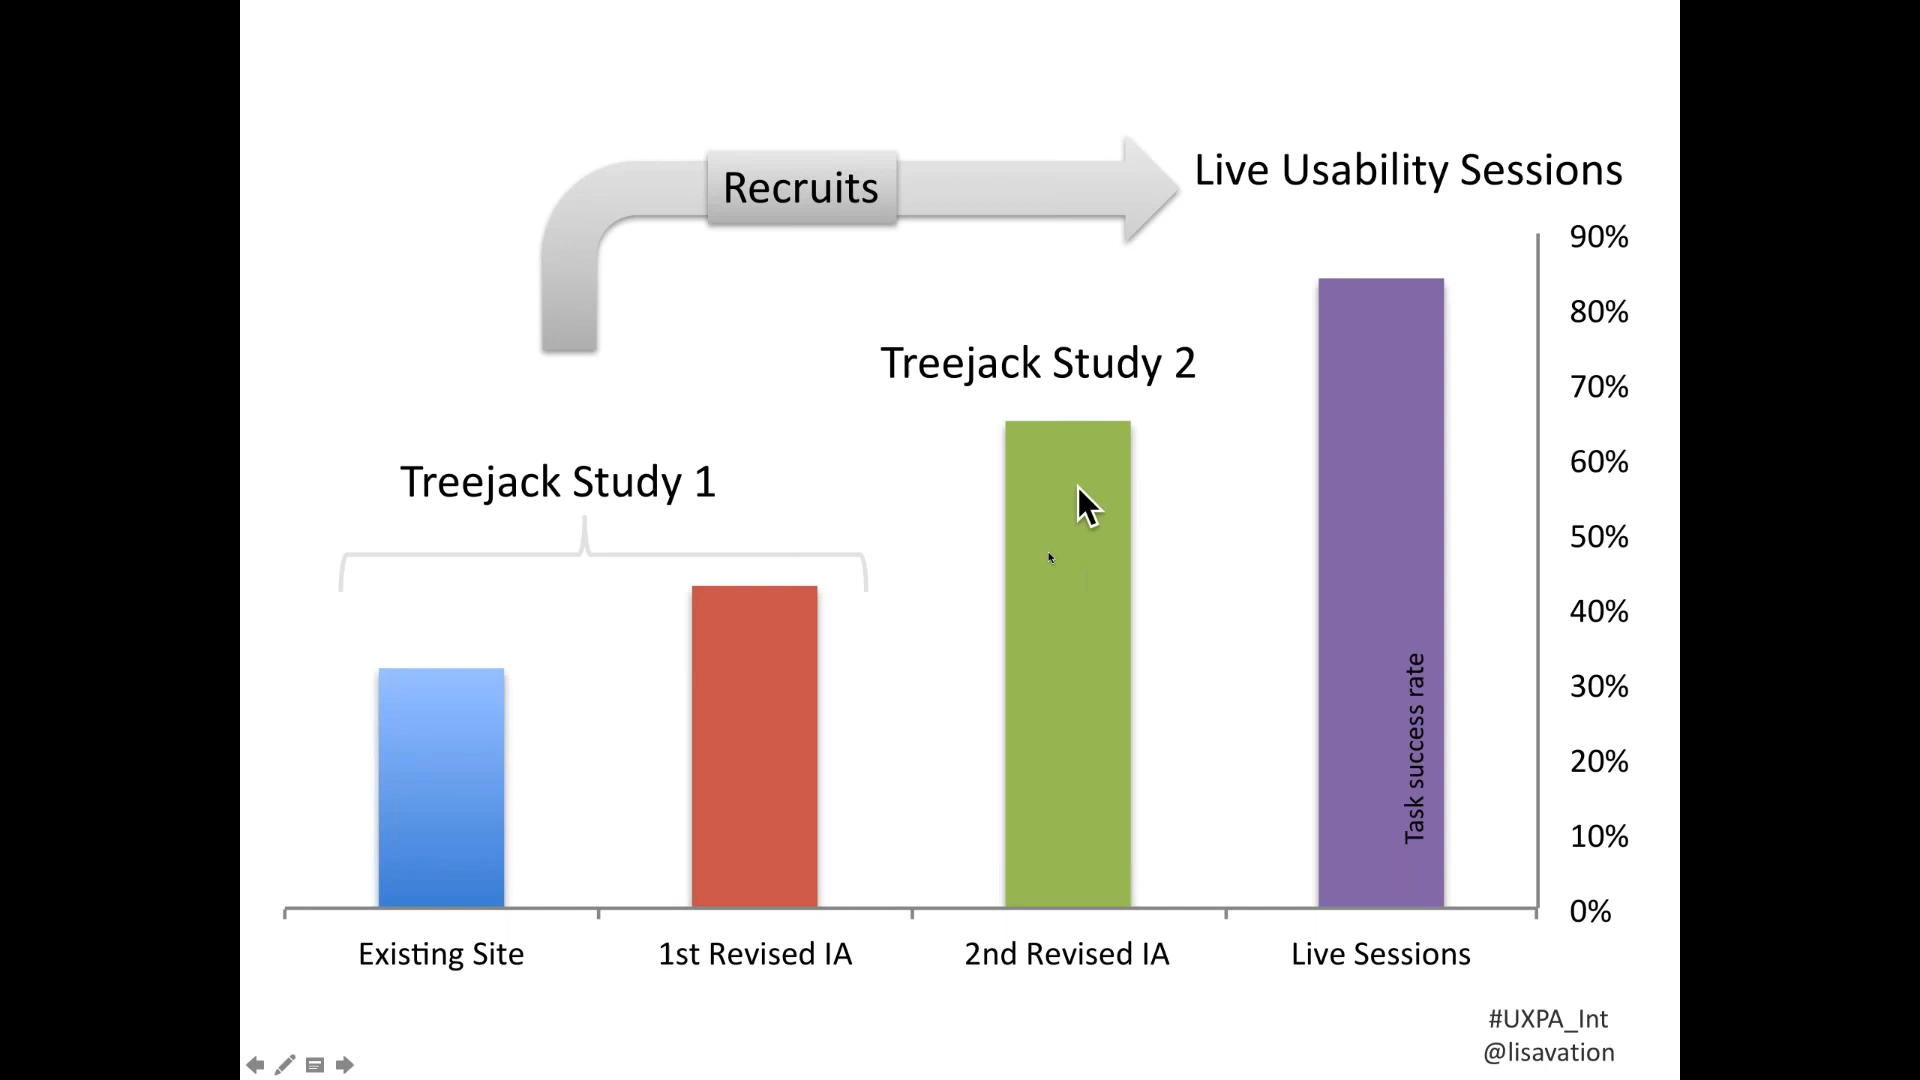 Recruits
Live Usability Sessions
Treejack Study 2
Treejack Study 1
90%
80%
70%
60%
50%
40%
30%
20%
10%
0%
Task success rate
Existing Site
1st Revised IA
2nd Revised IA
Live Sessions
#UXPA_Int
@lisavation